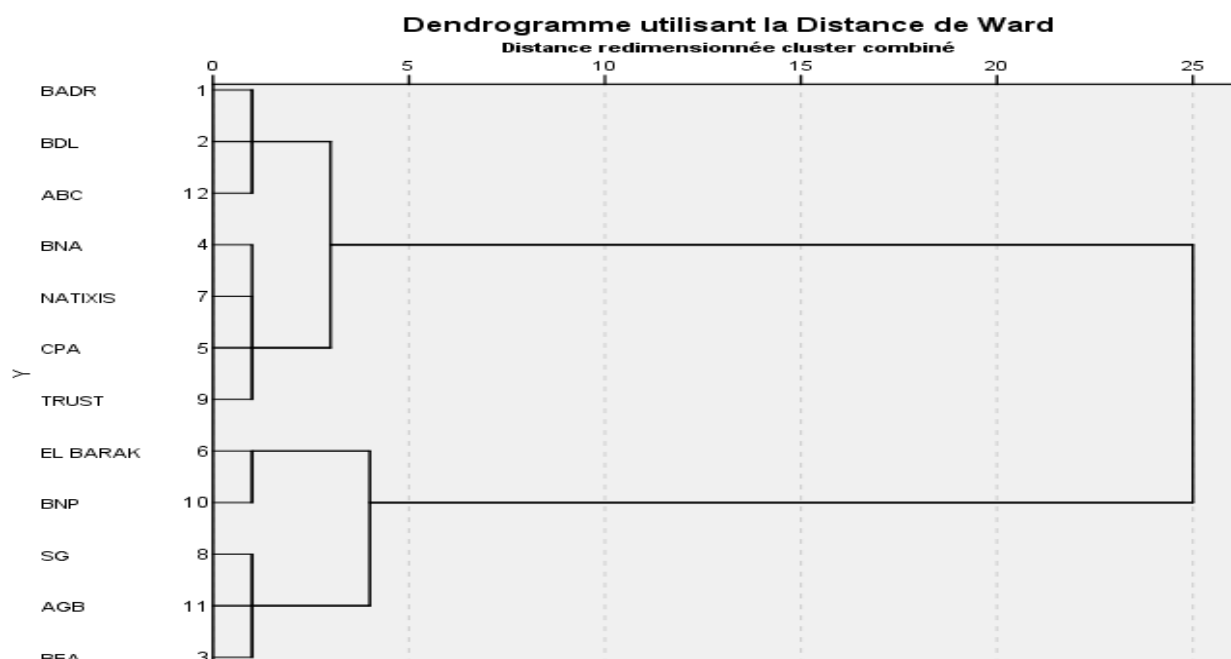 Dendrogramme utilisant la Distance de Ward
Distance redimensionnée cluster combiné
0 5 10 15 20 25
BADR 1
BDL 2
ABC 12
BNA 4
NATIXIS 7
CPA 5
Y
TRUST 9
EL BARAK 6
BNP 10
SG 8
AGB 11
3